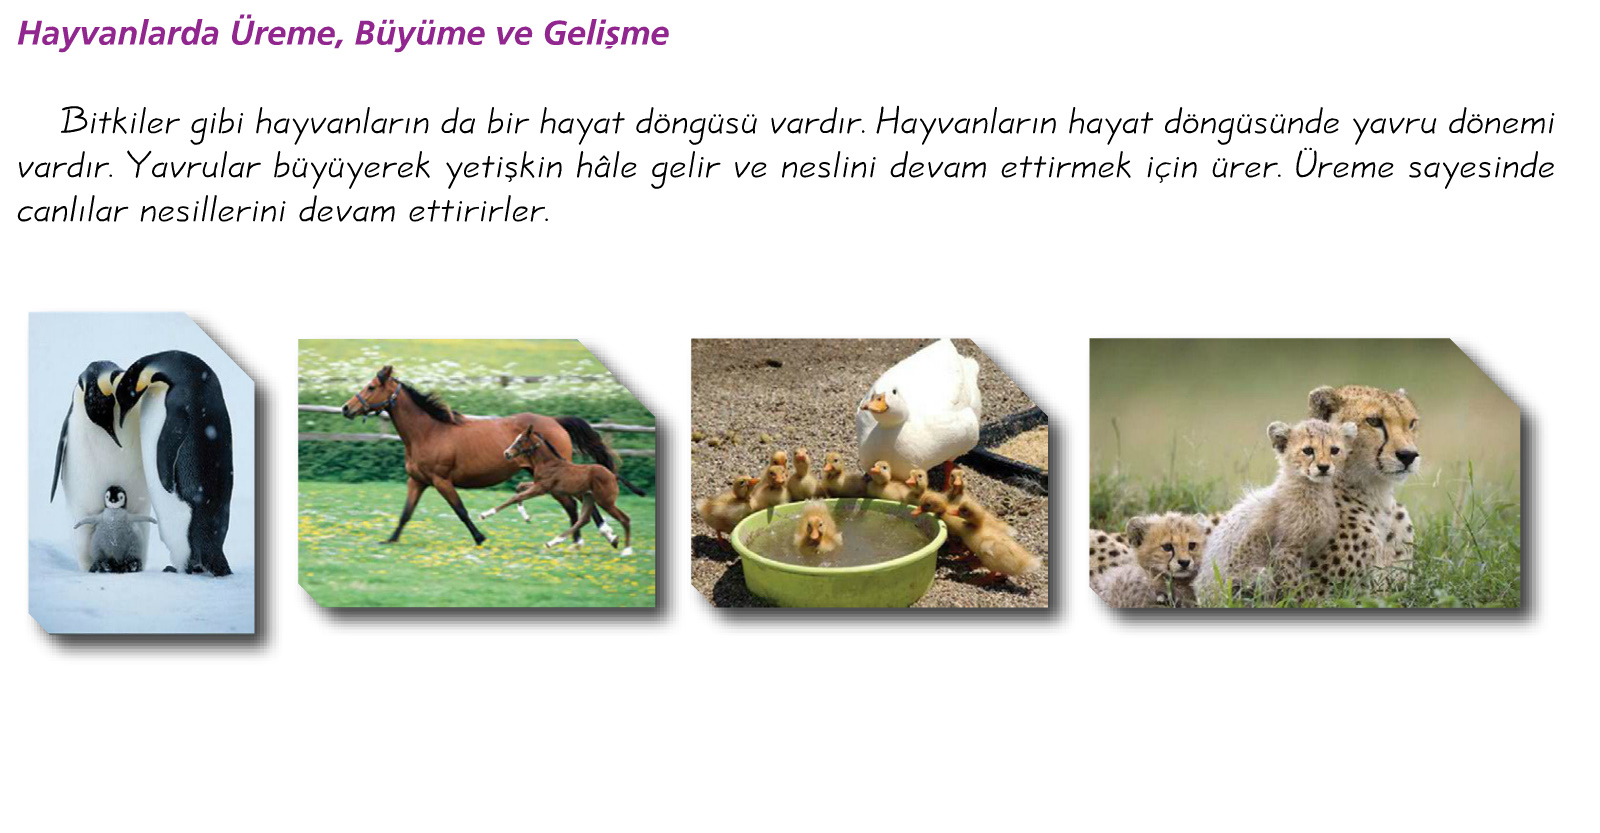 Hayvanlarda Üreme, Büyüme ve Gelişme
Bitkiler gibi hayvanların da bir hayat döngüsü vardır. Hayvanların hayat döngüsünde yavru dönemi
vardır. Yavrular büyüyerek yetişkin hâle gelir ve neslini devam ettirmek için ürer. Üreme sayesinde
canlılar nesillerini devam ettirirler.